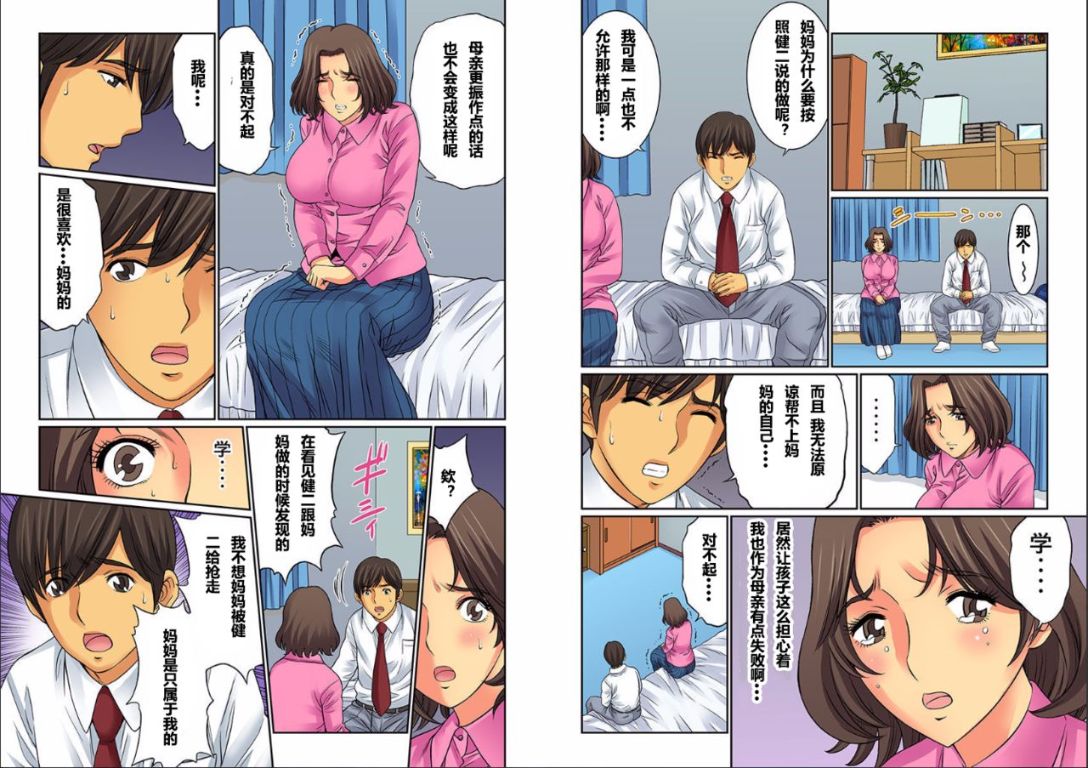 那个～
シーーン・・・
妈妈为什么要按
照健二说的做呢?
我可是一点也不
允许那样的啊・・・・
・・・・・
而且 我无法原
谅帮不上妈
妈的自己・・・・
学・・・・
居然让孩子这么担心着
我也作为母亲有点失败啊・・・
对不起・・・・
母亲更振作点的话
也不会变成这样呢
真的是对不起
我呢・・・
是很喜欢・・・妈妈的
欸?
ギシィ
在看见健二跟妈
妈做的时候发现的
学・・・・
我不想妈妈被健
二给抢走
妈妈是只属于我的